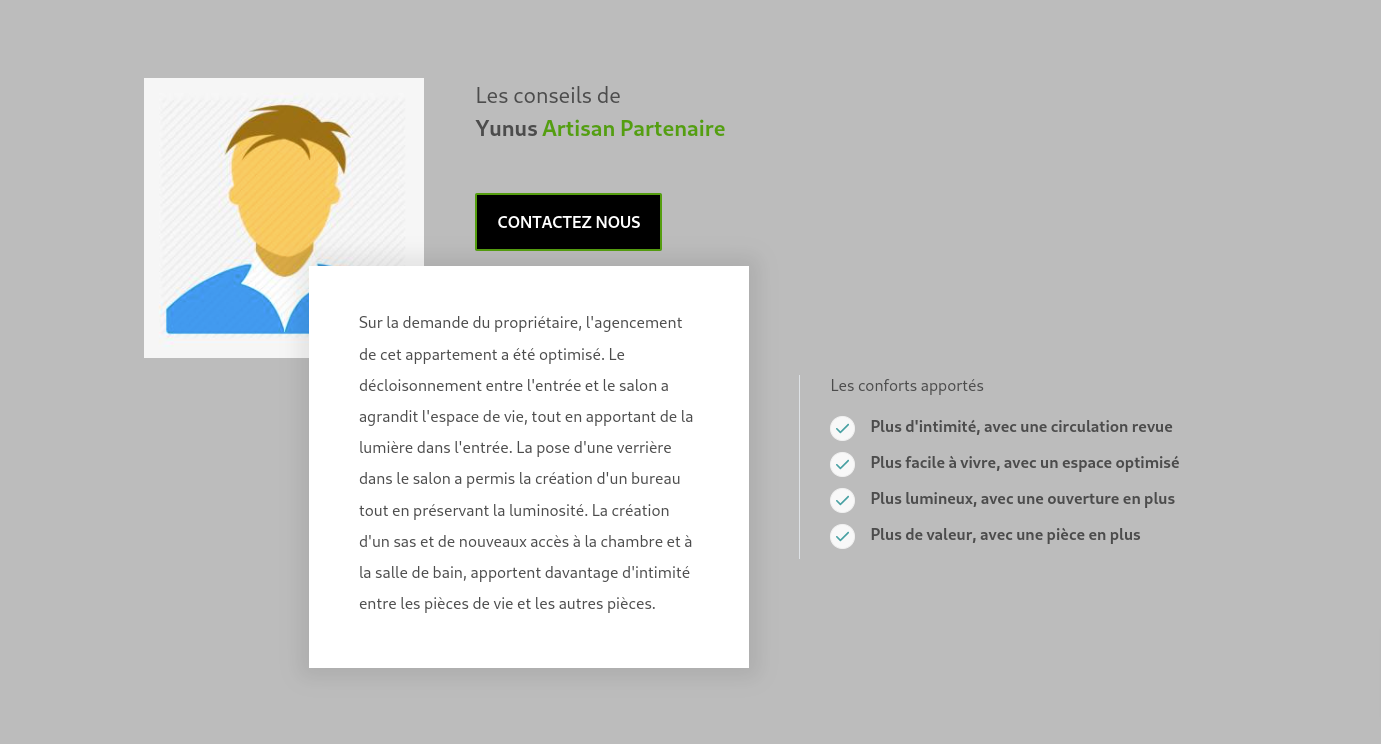 Les conseils de
Yunus Artisan Partenaire
CONTACTEZ NOUS
Sur la demande du propriétaire, l'agencement
de cet appartement a été optimisé. Le
décloisonnement entre l'entrée et le salon a
agrandit l'espace de vie, tout en apportant de la
lumière dans l'entrée. La pose d'une verrière
dans le salon a permis la création d'un bureau
tout en préservant la luminosité. La création
d'un sas et de nouveaux accès à la chambre et à
la salle de bain, apportent davantage d'intimité
entre les pièces de vie et les autres pièces.
Les conforts apportés
Plus d'intimité, avec une circulation revue
Plus facile à vivre, avec un espace optimisé
Plus lumineux, avec une ouverture en plus
Plus de valeur, avec une pièce en plus